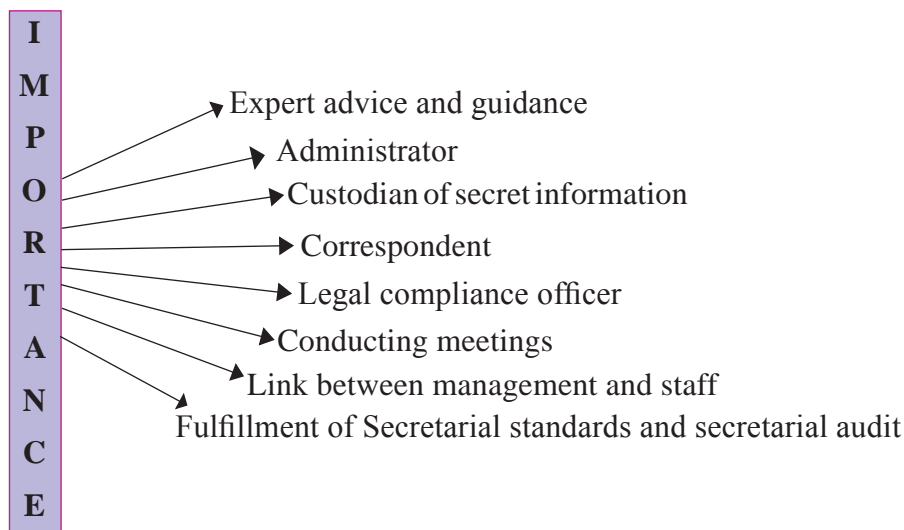 IMPORTANCE
Expert advice and guidance
Administrator
Custodian of secret information
Correspondent
Legal compliance officer
Conducting meetings
Link between management and staff
Fulfillment of Secretarial standards and secretarial audit